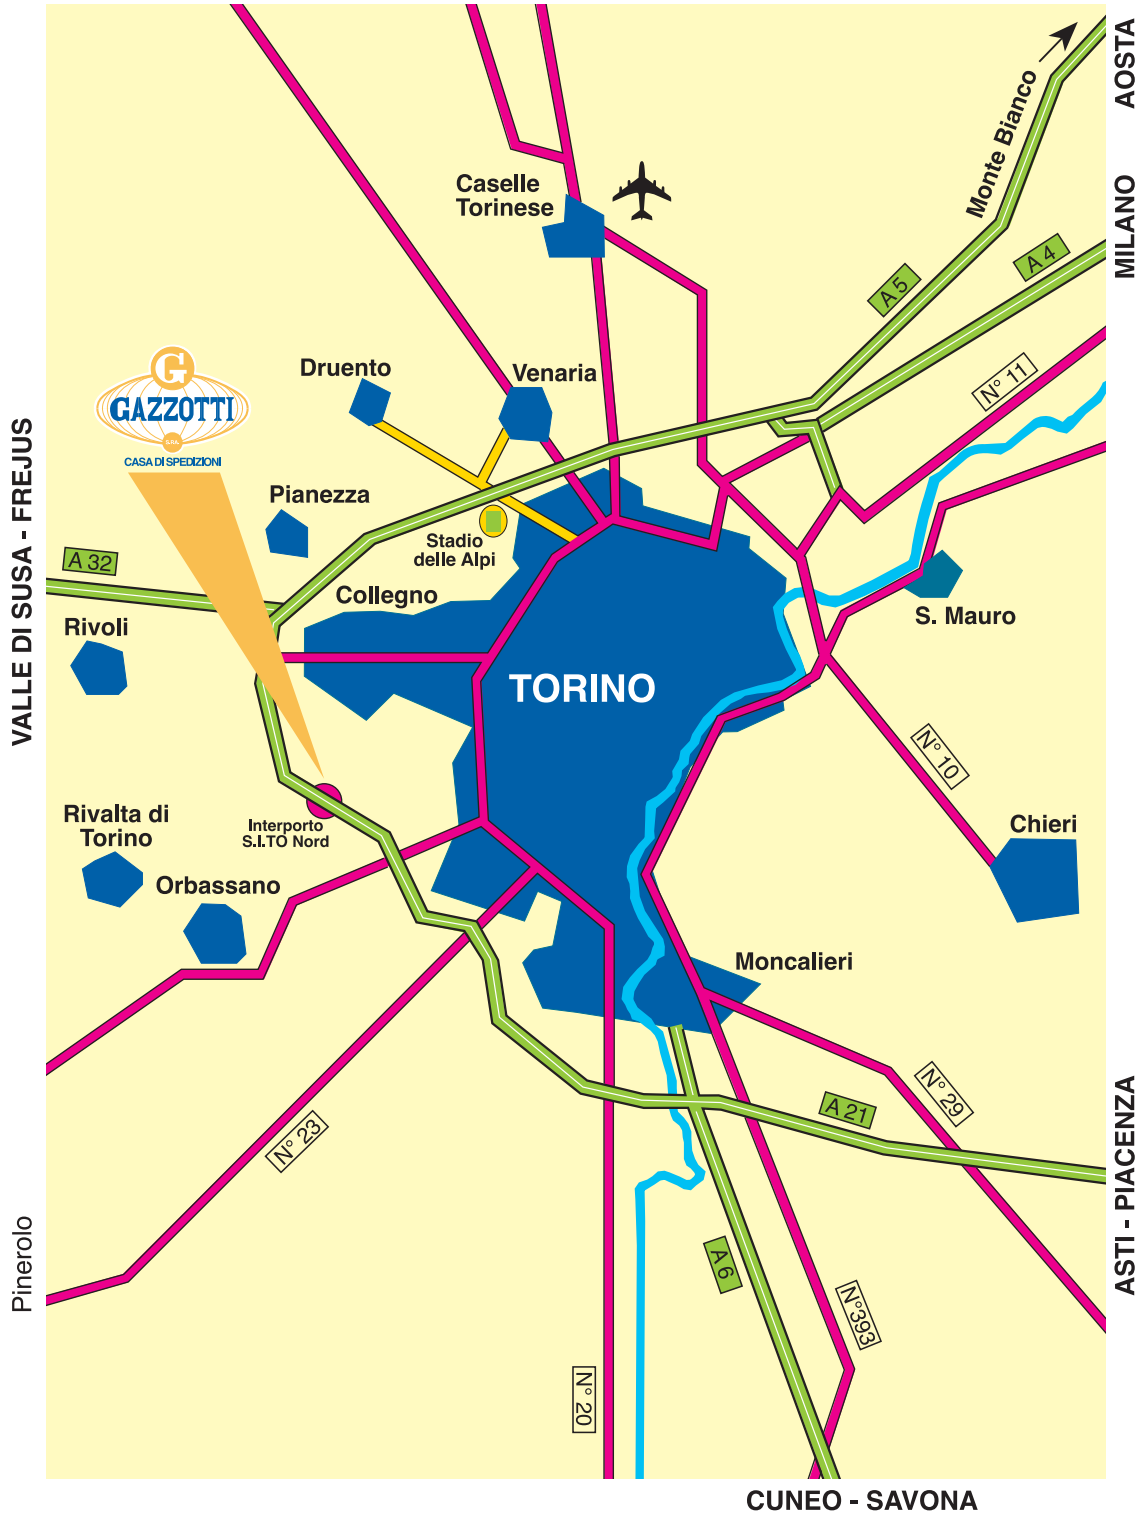 AOSTA
Monte Bianco
MILANO
Caselle
Torinese
A 4
A 5
N° 11
Druento
Venaria
G
GAZZOTTI
S.P.A.
CASA DI SPEDIZIONI
VALLE DI SUSA - FREJUS
Pianezza
Stadio
delle Alpi
A 32
Collegno
Rivoli
S. Mauro
TORINO
N° 10
Rivalta di
Torino
Interporto
S.I.TO Nord
Chieri
Orbassano
Moncalieri
A 21
N° 29
N° 23
ASTI - PIACENZA
Pinerolo
A 6
N°393
N° 20
CUNEO - SAVONA